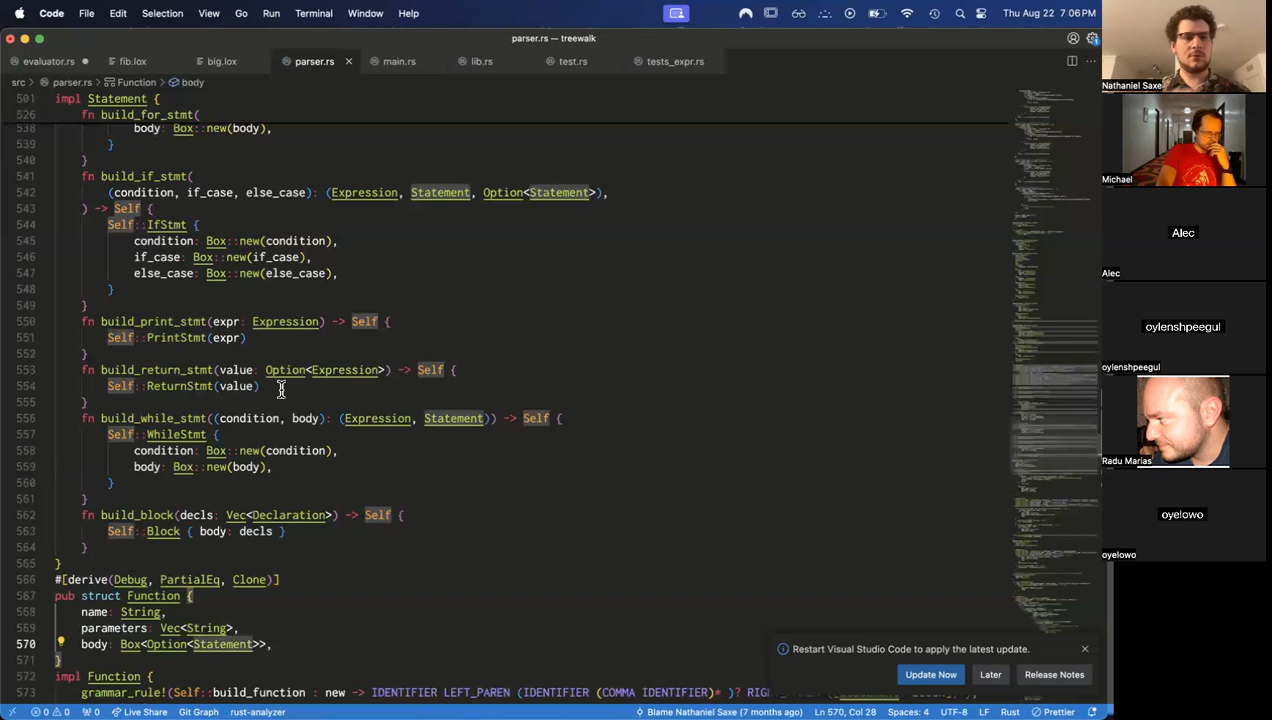 Code File Edit Selection View Go Run Terminal Window Help Thu Aug 22 7:06 PM
parser.rs — treewalk
evaluator.rs fib.lox big.lox parser.rs main.rs lib.rs test.rs tests_expr.rs
src > parser.rs > Function > body
501 impl Statement {
526 fn build_for_stmt(
538 body: Box::new(body),
539 }
540 }
541 fn build_if_stmt(
542 (condition, if_case, else_case): (Expression, Statement, Option<Statement>),
543 ) -> Self {
544 Self::IfStmt {
545 condition: Box::new(condition),
546 if_case: Box::new(if_case),
547 else_case: Box::new(else_case),
548 }
549 }
550 fn build_print_stmt(expr: Expression) -> Self {
551 Self::PrintStmt(expr)
552 }
553 fn build_return_stmt(value: Option<Expression>) -> Self {
554 Self::ReturnStmt(value)
555 }
556 fn build_while_stmt((condition, body): (Expression, Statement)) -> Self {
557 Self::WhileStmt {
558 condition: Box::new(condition),
559 body: Box::new(body),
560 }
561 }
562 fn build_block(decls: Vec<Declaration>) -> Self {
563 Self::Block { body: decls }
564 }
565 }
566 #[derive(Debug, PartialEq, Clone)]
567 pub struct Function {
568 name: String,
569 parameters: Vec<String>,
570 body: Box<Option<Statement>>,
571 }
572 impl Function {
573 grammar_rule!(Self::build_function : new -> IDENTIFIER LEFT_PAREN (IDENTIFIER (COMMA IDENTIFIER)* )?
Restart Visual Studio Code to apply the latest update.
Update Now Later Release Notes
0 0 0 Live Share Git Graph rust-analyzer Blame Nathaniel Saxe (7 months ago) Ln 570, Col 28 Spaces: 4 UTF-8 LF Rust Prettier
Nathaniel Saxe
Michael
Alec
Alec
oylenshpeegul
oylenshpeegul
Radu Marias
oyelowo
oyelowo